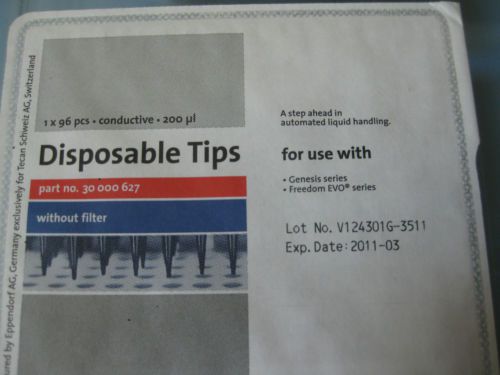 1 x 96 pcs • conductive • 200 µl
Disposable Tips
part no. 30 000 627
without filter
A step ahead in
automated liquid handling.
for use with
• Genesis series
• Freedom EVO® series
Lot No. V124301G-3511
Exp. Date: 2011-03
ured by Eppendorf AG, Germany exclusively for Tecan Schweiz AG, Switzerland